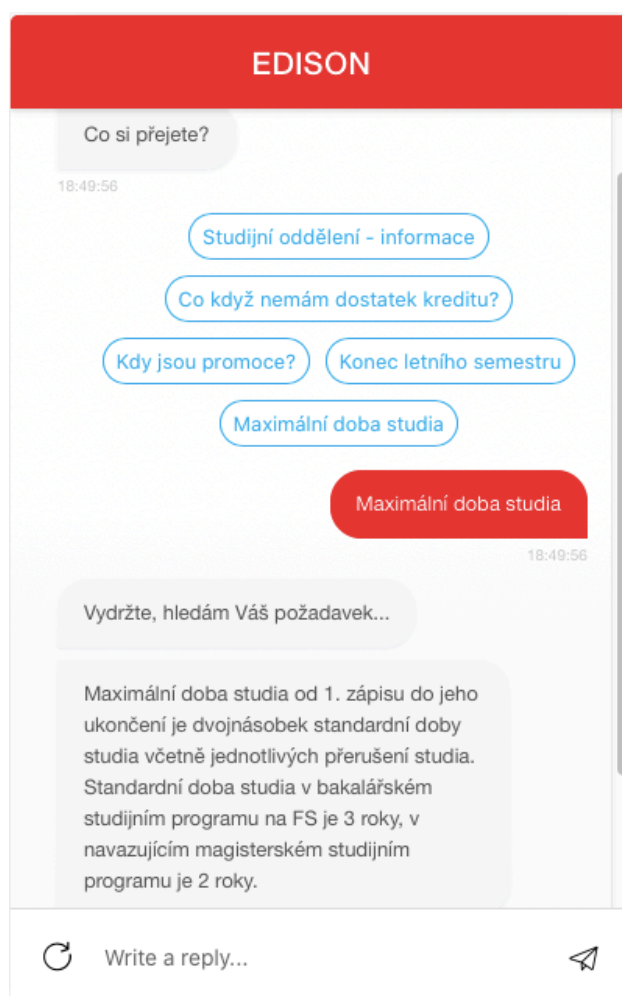 EDISON
Co si přejete?
18:49:56
Studijní oddělení - informace
Co když nemám dostatek kreditu?
Kdy jsou promoce?
Konec letního semestru
Maximální doba studia
Maximální doba studia
18:49:56
Vydržte, hledám Váš požadavek...
Maximální doba studia od 1. zápisu do jeho
ukončení je dvojnásobek standardní doby
studia včetně jednotlivých přerušení studia.
Standardní doba studia v bakalářském
studijním programu na FS je 3 roky, v
navazujícím magisterském studijním
programu je 2 roky.
Write a reply...